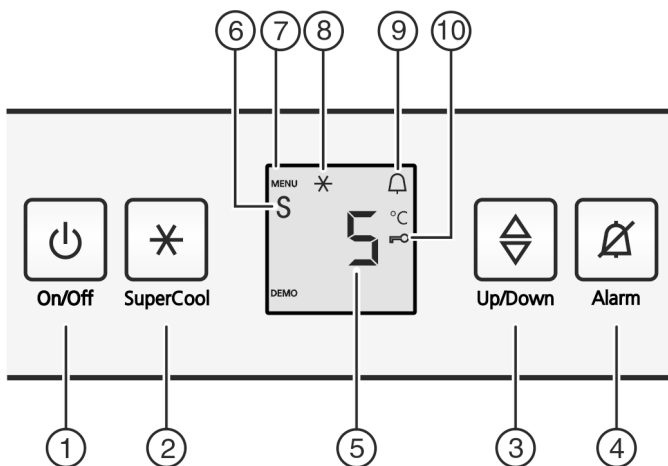 6 7 8 9 10
MENU
S
5 °C
DEMO
On/Off SuperCool Up/Down Alarm
1 2 5 3 4